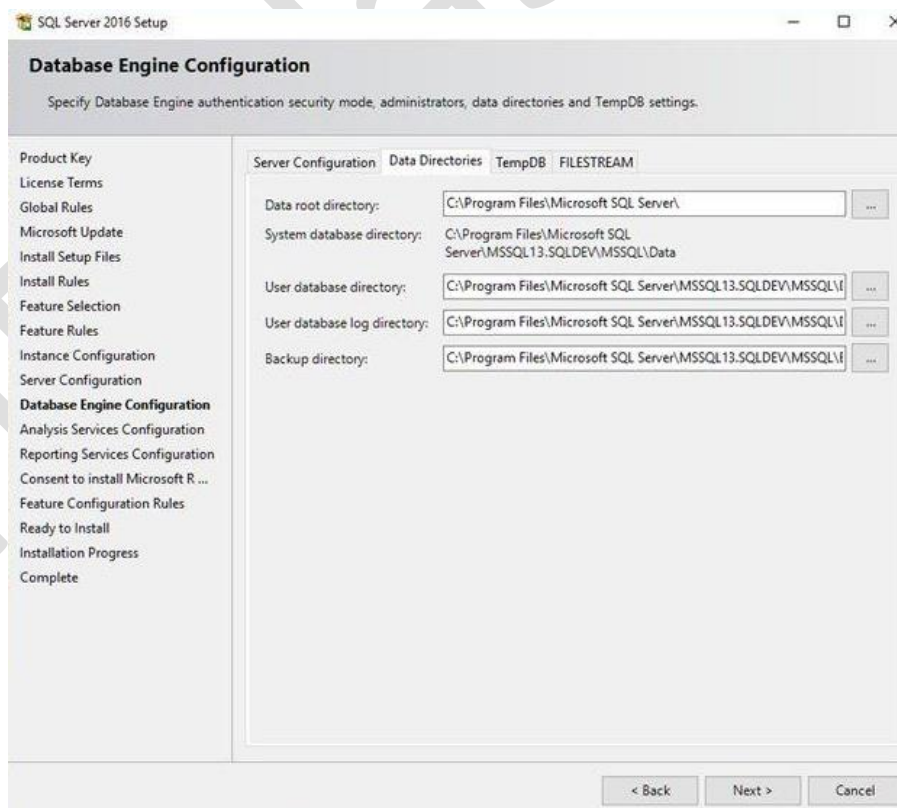 SQL Server 2016 Setup
Database Engine Configuration
Specify Database Engine authentication security mode, administrators, data directories and TempDB settings.
Product Key
License Terms
Global Rules
Microsoft Update
Install Setup Files
Install Rules
Feature Selection
Feature Rules
Instance Configuration
Server Configuration
Database Engine Configuration
Analysis Services Configuration
Reporting Services Configuration
Consent to install Microsoft R ...
Feature Configuration Rules
Ready to Install
Installation Progress
Complete
Server Configuration Data Directories TempDB FILESTREAM
Data root directory: C:\Program Files\Microsoft SQL Server\ ...
System database directory: C:\Program Files\Microsoft SQL
Server\MSSQL13.SQLDEV\MSSQL\Data
User database directory: C:\Program Files\Microsoft SQL Server\MSSQL13.SQLDEV\MSSQL\ ...
User database log directory: C:\Program Files\Microsoft SQL Server\MSSQL13.SQLDEV\MSSQL\ ...
Backup directory: C:\Program Files\Microsoft SQL Server\MSSQL13.SQLDEV\MSSQL\ ...
< Back Next > Cancel